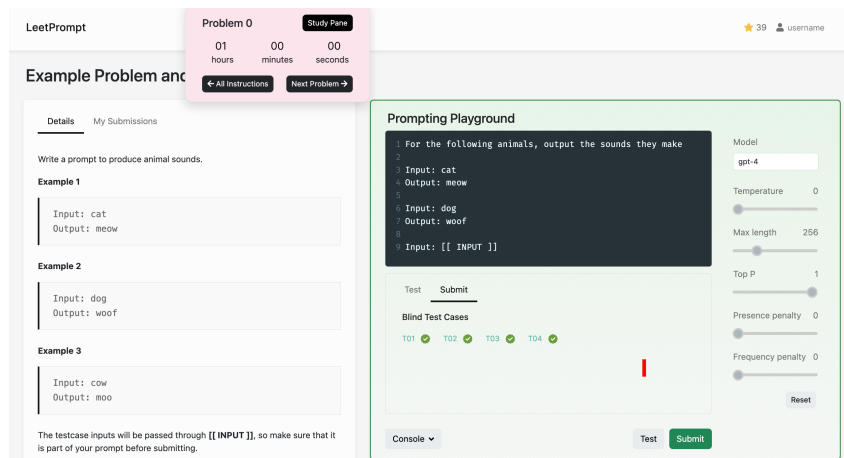 LeetPrompt
Problem 0
Study Pane
01 00 00
hours minutes seconds
← All Instructions Next Problem →
39 username
Example Problem and
Details My Submissions
Write a prompt to produce animal sounds.
Example 1
Input: cat
Output: meow
Example 2
Input: dog
Output: woof
Example 3
Input: cow
Output: moo
The testcase inputs will be passed through [[ INPUT ]], so make sure that it
is part of your prompt before submitting.
Prompting Playground
1 For the following animals, output the sounds they make
2
3 Input: cat
4 Output: meow
5
6 Input: dog
7 Output: woof
8
9 Input: [[ INPUT ]]
Test Submit
Blind Test Cases
T01 T02 T03 T04
Console
Test Submit
Model
gpt-4
Temperature 0
Max length 256
Top P 1
Presence penalty 0
Frequency penalty 0
Reset